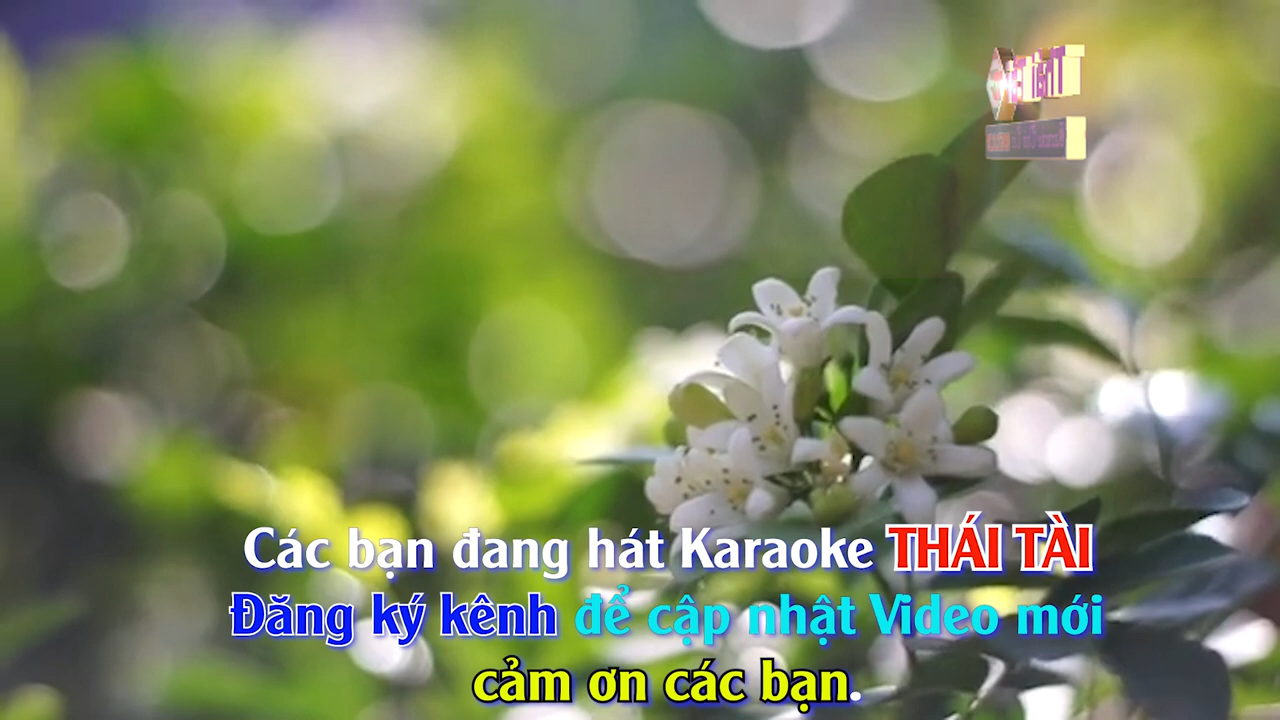 Các bạn đang hát Karaoke THÁI TÀI
Đăng ký kênh để cập nhật Video mới
cảm ơn các bạn.